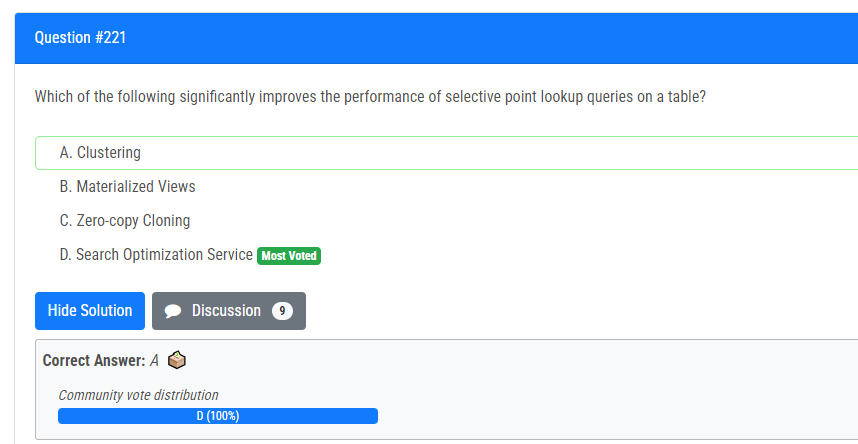 Question #221
Which of the following significantly improves the performance of selective point lookup queries on a table?
A. Clustering
B. Materialized Views
C. Zero-copy Cloning
D. Search Optimization Service Most Voted
Hide Solution Discussion 9
Correct Answer: A
Community vote distribution
D (100%)